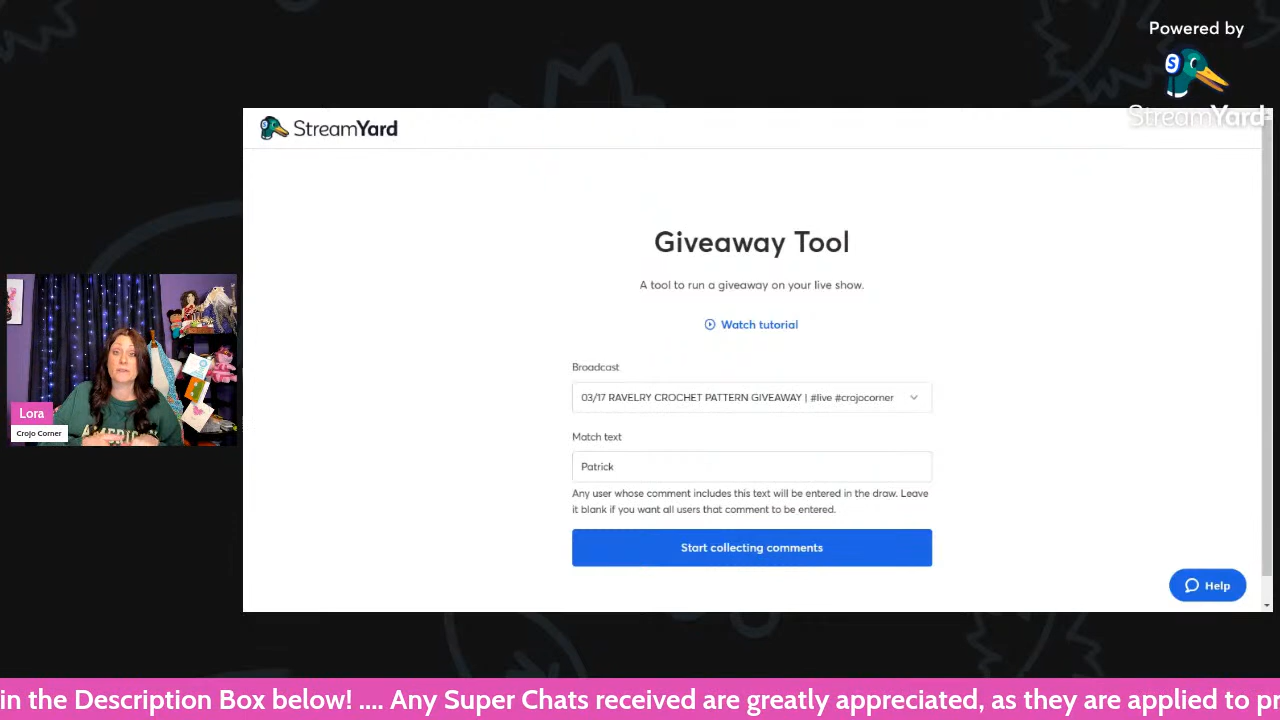 Powered by
StreamYard
StreamYard
Giveaway Tool
A tool to run a giveaway on your live show.
Watch tutorial
Broadcast
03/17 RAVELRY CROCHET PATTERN GIVEAWAY | #live #crojocorner
Match text
Patrick
Any user whose comment includes this text will be entered in the draw. Leave
it blank if you want all users that comment to be entered.
Start collecting comments
Help
Lora
Crojo Corner
AMERICAN
in the Description Box below! .... Any Super Chats received are greatly appreciated, as they are applied to pr